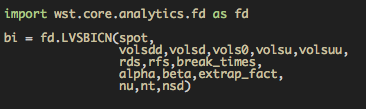 import wst.core.analytics.fd as fd
bi = fd.LVSBICN(spot,
volsdd,volsd,vols0,volsu,volsuu,
rds,rfs,break_times,
alpha,beta,extrap_fact,
nu,nt,nsd)